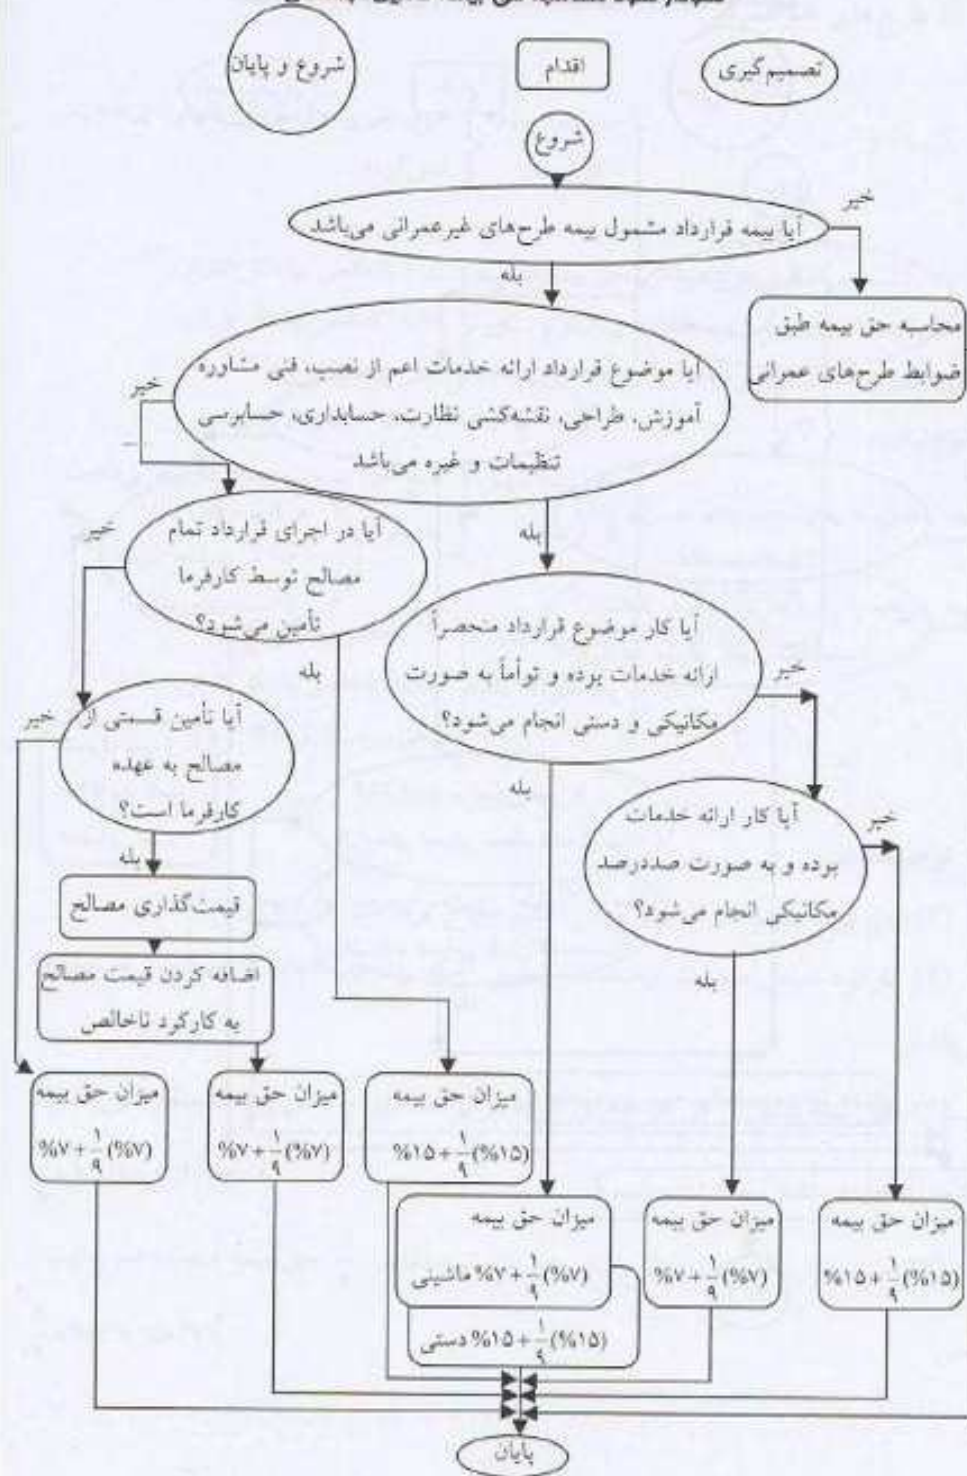 شروع و پایان
اقدام
تصمیم‌گیری
شروع
آیا بیمه قرارداد مشمول بیمه طرح‌های غیرعمرانی می‌باشد
خیر
بله
محاسبه حق بیمه طبق
ضوابط طرح‌های عمرانی
آیا موضوع قرارداد ارائه خدمات اعم از نصب، فنی مشاوره
آموزش، طراحی، نقشه‌کشی نظارت، حسابداری، حسابرسی
تنظیمات و غیره می‌باشد
خیر
بله
آیا در اجرای قرارداد تمام
مصالح توسط کارفرما
تأمین می‌شود؟
خیر
بله
آیا کار موضوع قرارداد منحصراً
ارائه خدمات بوده و توأماً به صورت
مکانیکی و دستی انجام می‌شود؟
خیر
بله
آیا تأمین قسمتی از
مصالح به عهده
کارفرما است؟
خیر
بله
آیا کار ارائه خدمات
بوده و به صورت صددرصد
مکانیکی انجام می‌شود؟
خیر
بله
قیمت‌گذاری مصالح
اضافه کردن قیمت مصالح
به کارکرد ناخالص
میزان حق بیمه
%۷+۱/۹(%۷)
میزان حق بیمه
%۷+۱/۹(%۷)
میزان حق بیمه
%۱۵+۱/۹(%۱۵)
میزان حق بیمه
%۷+۱/۹(%۷) ماشینی
%۱۵+۱/۹(%۱۵) دستی
میزان حق بیمه
%۷+۱/۹(%۷)
میزان حق بیمه
%۱۵+۱/۹(%۱۵)
پایان